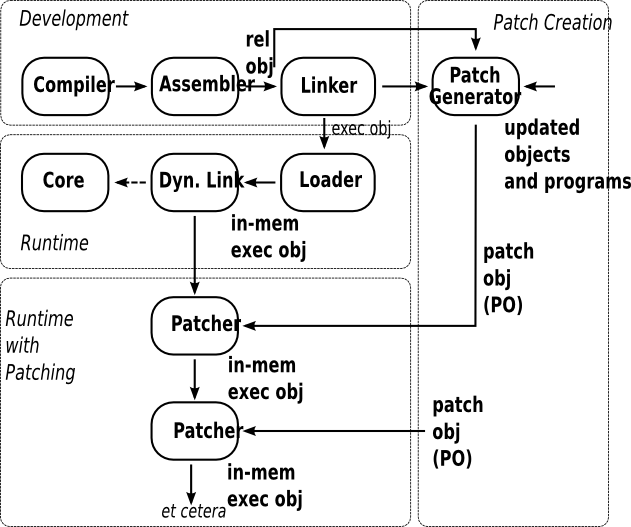 Development
Patch Creation
rel
obj
Compiler
Assembler
Linker
Patch
Generator
exec obj
updated
objects
and programs
Core
Dyn. Link
Loader
in-mem
exec obj
Runtime
patch
obj
(PO)
Runtime
with
Patching
Patcher
in-mem
exec obj
Patcher
patch
obj
(PO)
in-mem
exec obj
et cetera